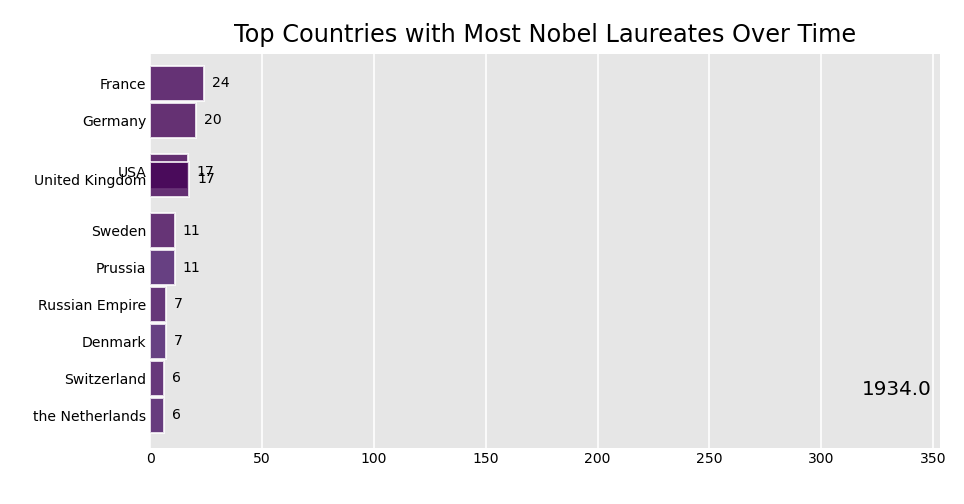 Top Countries with Most Nobel Laureates Over Time
France 24
Germany 20
USA 17
United Kingdom 17
Sweden 11
Prussia 11
Russian Empire 7
Denmark 7
Switzerland 6
1934.0
the Netherlands 6
0 50 100 150 200 250 300 350